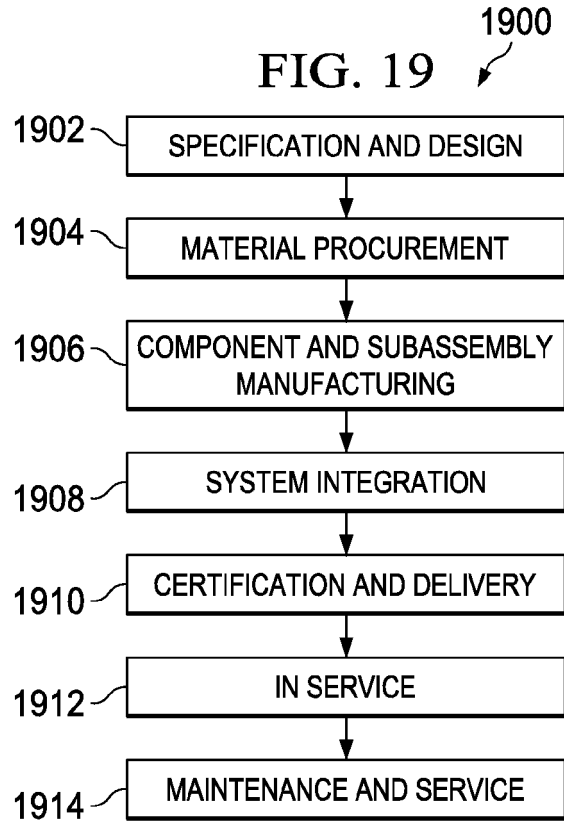 1900
FIG. 19
1902
SPECIFICATION AND DESIGN
1904
MATERIAL PROCUREMENT
1906
COMPONENT AND SUBASSEMBLY
MANUFACTURING
1908
SYSTEM INTEGRATION
1910
CERTIFICATION AND DELIVERY
1912
IN SERVICE
1914
MAINTENANCE AND SERVICE